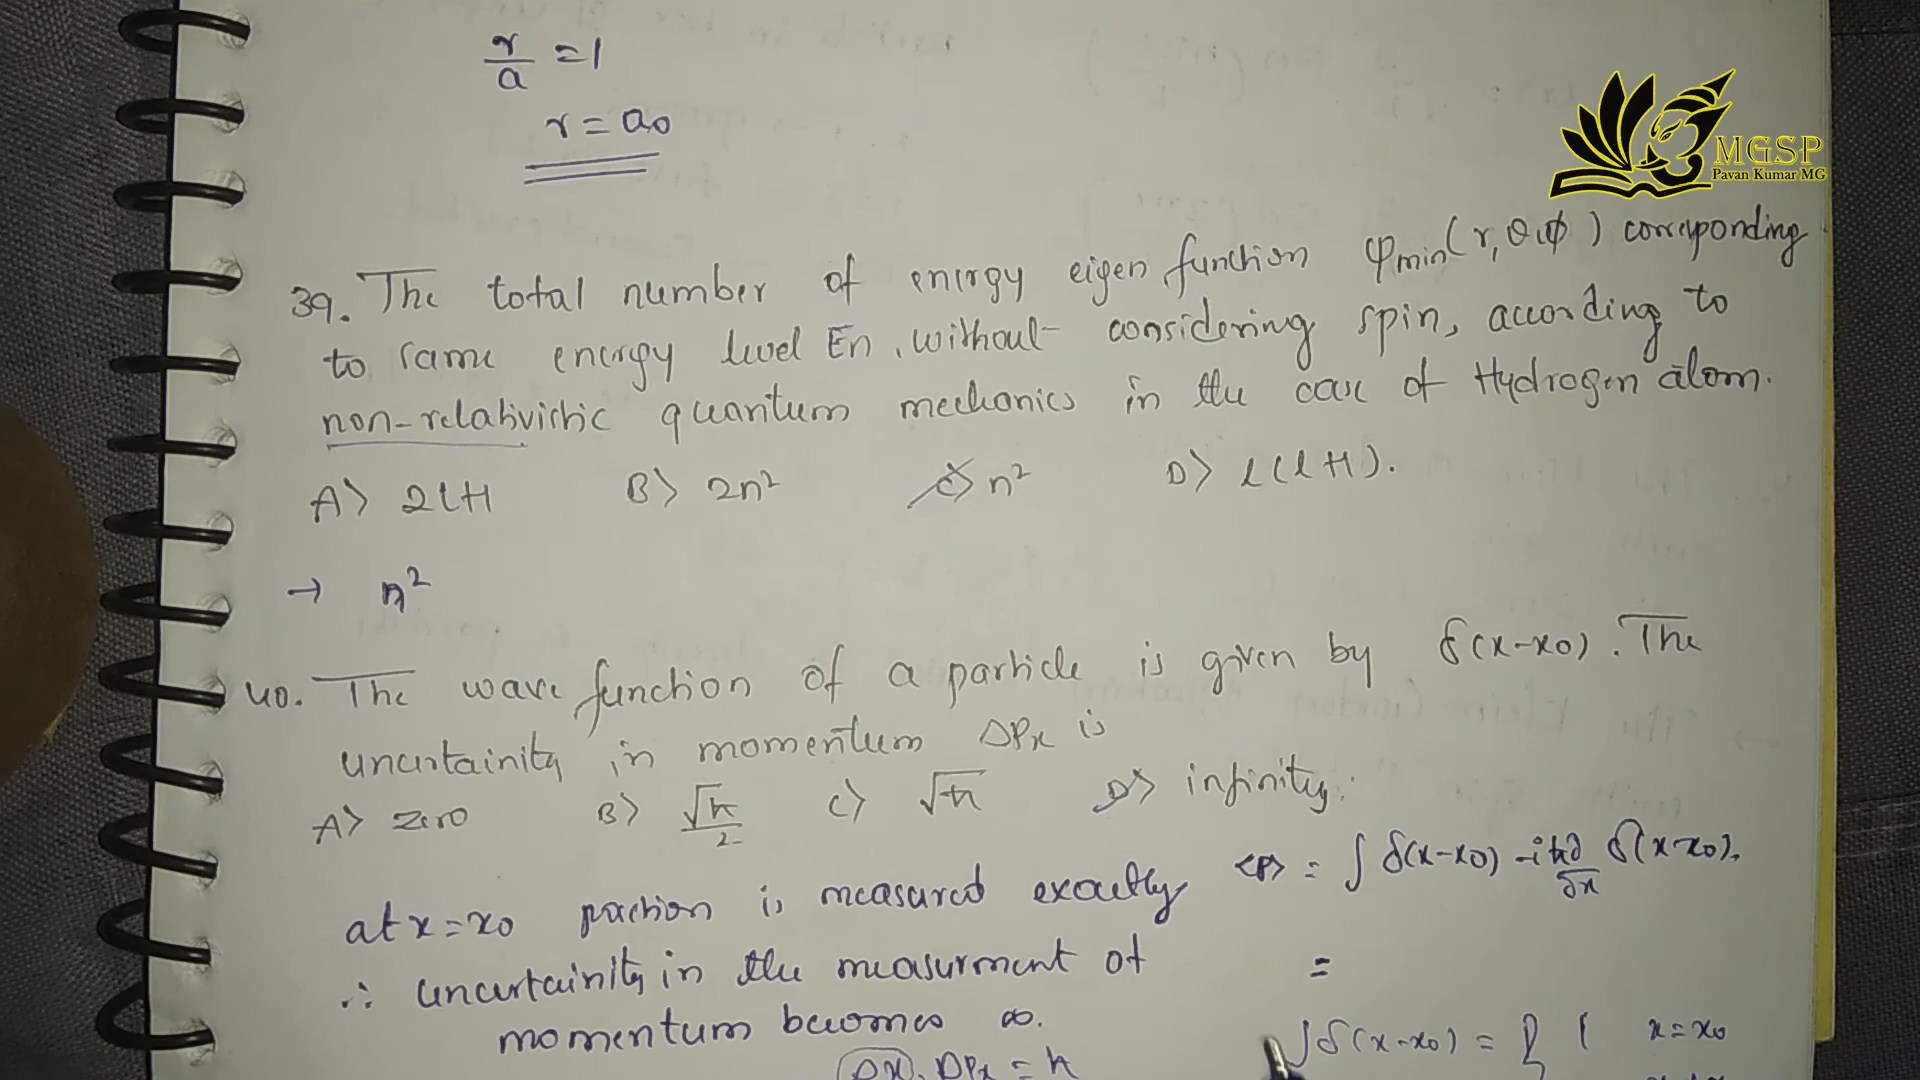 r/a = 1
r = a₀
MGSP
Pavan Kumar MG
39. The total number of energy eigen function φmin(r, θ, φ) corresponding
to same energy level En, without considering spin, according to
non-relativistic quantum mechanics in the case of Hydrogen atom.
A> 2l+1 B> 2n² C> n² D> l(l+1).
→ n²
40. The wave function of a particle is given by δ(x-x0). The
uncertainity in momentum ΔPx is
A> Zero B> √ħ/2 C> √ħ D> infinity.
at x=x0 is measured exactly <P> = ∫ δ(x-x0) -iħ∂/∂x δ(x-x0).
∴ uncertainity in the measurment of =
momentum becomes ∞. ∫δ(x-x0) = { 1 x=x0
Δx. ΔPx = ħ